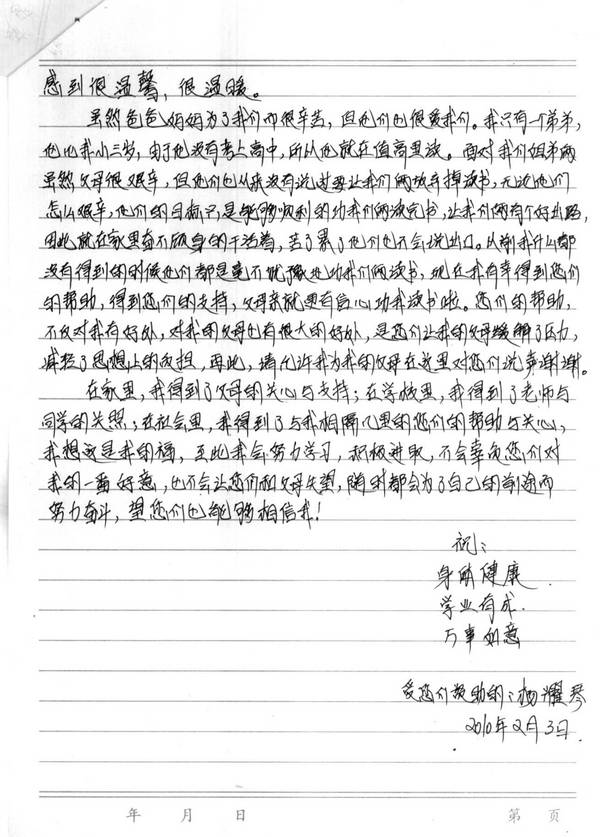 感到很温馨，很温暖。
虽然爸爸妈妈为了我们而很辛苦，但他们也很爱我们。我只有一个弟弟，
他比我小三岁，由于他没有考上高中，所以他就在值高里读。面对我们姐弟俩
虽然父母很艰辛，但他们也从来没有说过要让我们俩放弃掉读书，无论他们
怎么艰辛，他们的目标只是能够顺利的功我们俩读完书，让我们俩有个好出路，
因此就在家里奋不顾身的干活着，苦了累了他们也不会说出口。从前我什么都
没有得到的时候他们都是毫不犹豫地功我们俩读书，现在我有幸得到您们
的帮助，得到您们的支持，父母亲就更有信心功我读书啦。您们的帮助，
不仅对我有好处，对我的父母也有很大的好处，是您们让我的父母缓解了压力，
减轻了思想上的负担，再此，请允许我为我的父母在这里对您们说声谢谢。
在家里，我得到了父母的关心与支持；在学校里，我得到了老师与
同学的关照；在社会里，我得到了与我相隔几里的您们的帮助与关心，
我想这是我的福，至此我会努力学习，积极进取，不会辜负您们对
我的一番好意，也不会让您们和父母失望，随时都会为了自己的前途而
努力奋斗，望您们也能够相信我！
祝：
身体健康
学业有成
万事如意
受您们资助的：杨耀琴
2010年2月3日
年 月 日 第 页